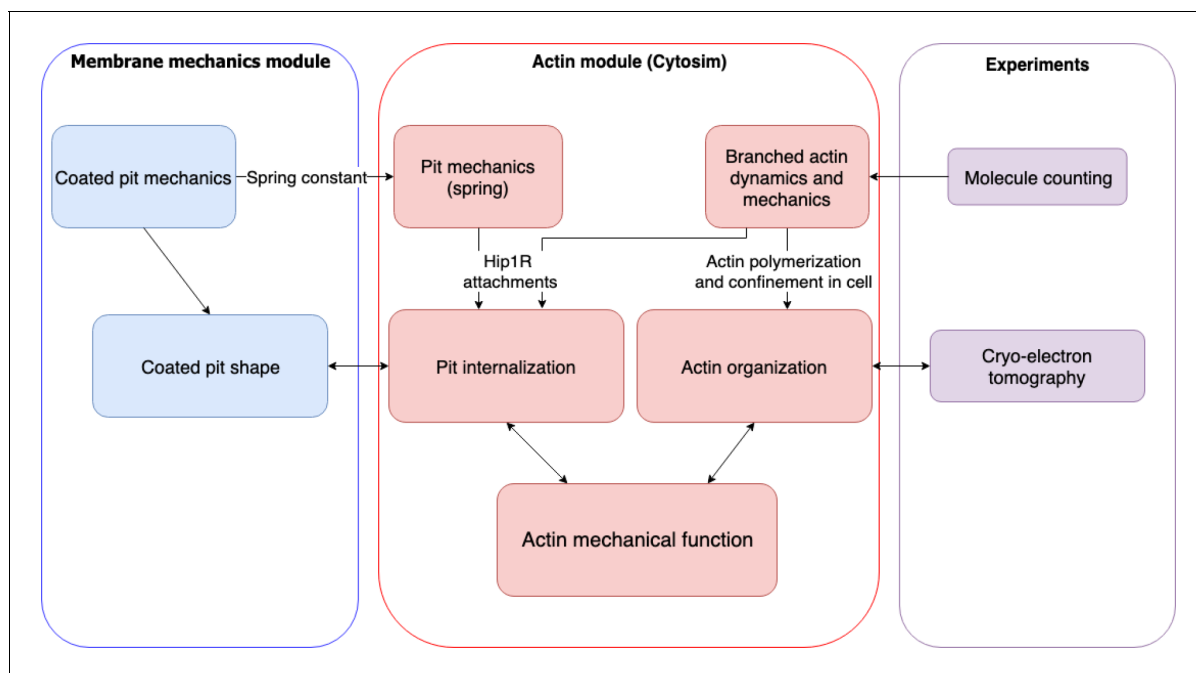 Membrane mechanics module
Actin module (Cytosim)
Experiments
Coated pit mechanics
Spring constant
Pit mechanics
(spring)
Branched actin
dynamics and
mechanics
Molecule counting
Hip1R
attachments
Actin polymerization
and confinement in cell
Coated pit shape
Pit internalization
Actin organization
Cryo-electron
tomography
Actin mechanical function